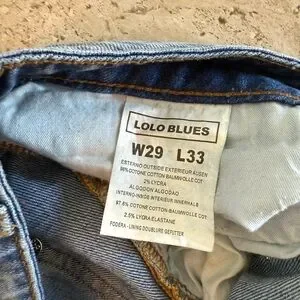 LOLO BLUES
W29 L33
ESTERNO OUTSIDE EXTERIEUR AUßEN
98% COTONE COTTON BAUMWOLLE COT
2% LYCRA
ALGODON ALGODAO
INTERNO-INSIDE INTERIEUR INNERHALB
97.5% COTONE COTTON-BAUMWOLLE COT.
2.5% LYCRA ELASTANE
FODERA - LINING DOUBLURE GEFUTTER